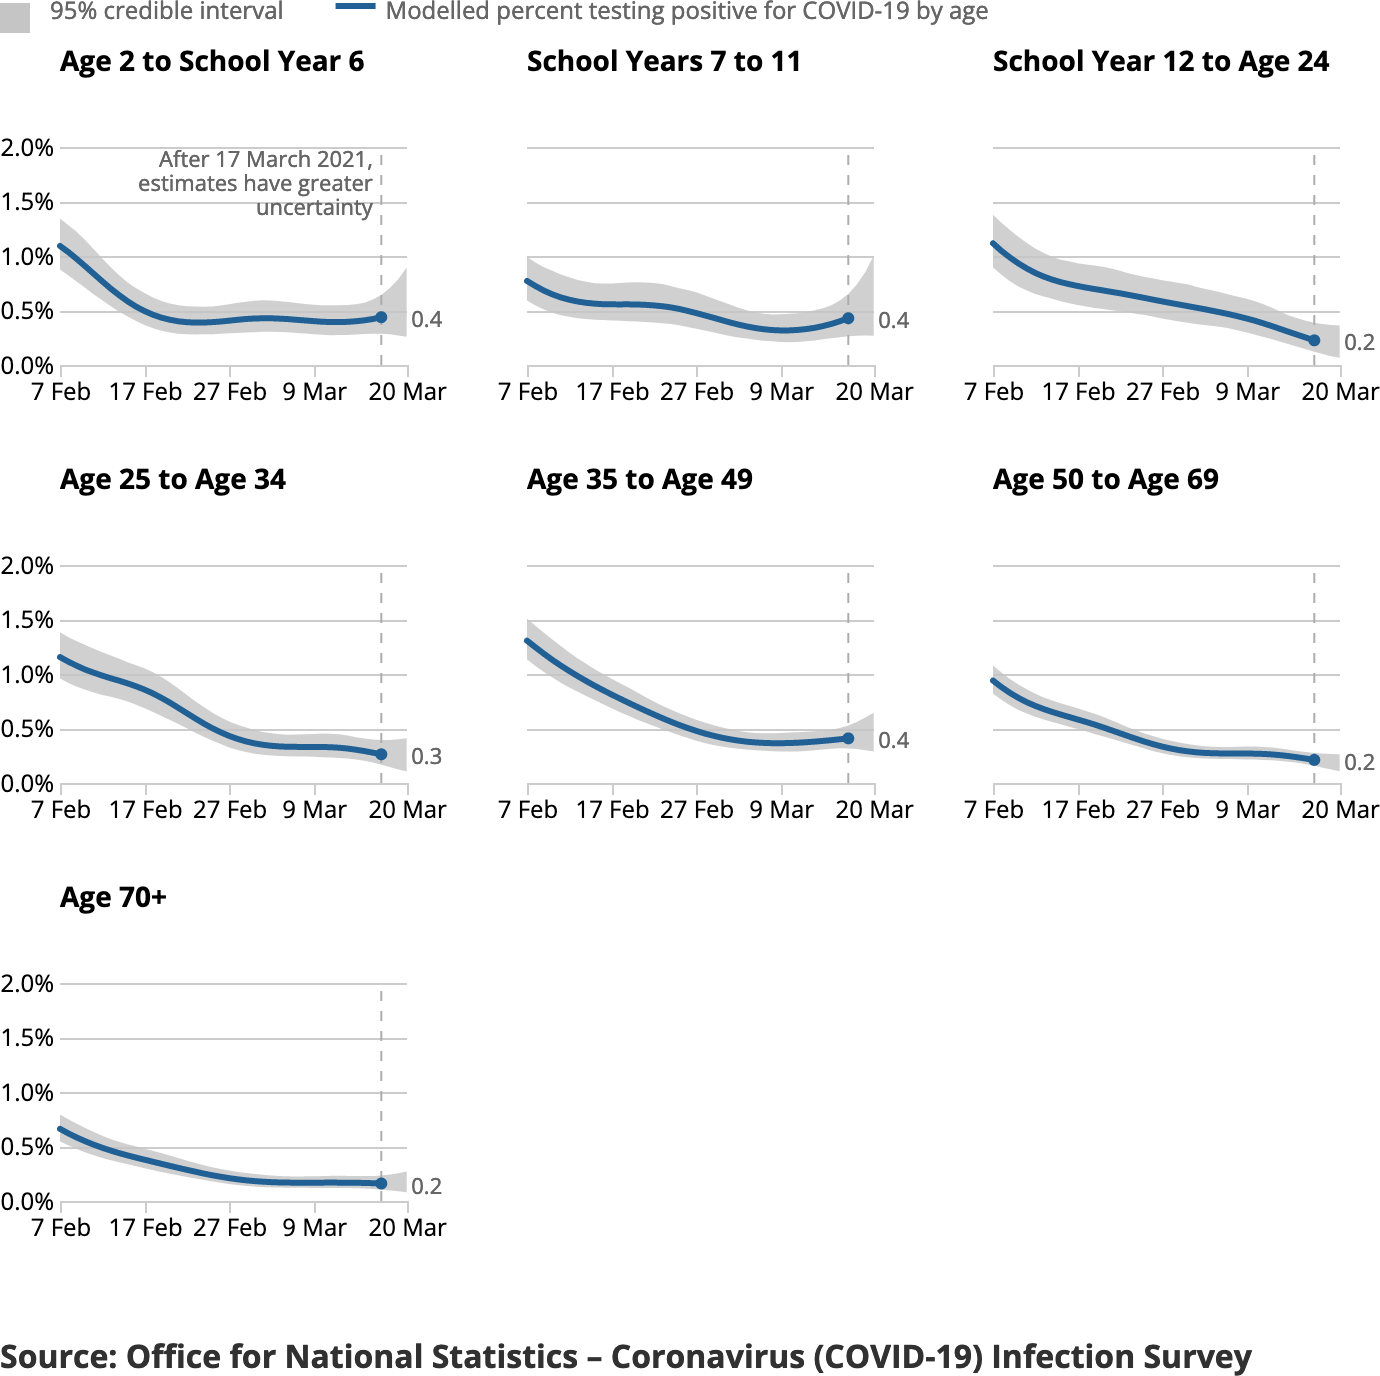 95% credible interval
Modelled percent testing positive for COVID-19 by age
Age 2 to School Year 6
2.0%
1.5%
1.0%
0.5%
0.0%
After 17 March 2021,
estimates have greater
uncertainty
0.4
7 Feb 17 Feb 27 Feb 9 Mar 20 Mar
School Years 7 to 11
0.4
7 Feb 17 Feb 27 Feb 9 Mar 20 Mar
School Year 12 to Age 24
0.2
7 Feb 17 Feb 27 Feb 9 Mar 20 Mar
Age 25 to Age 34
2.0%
1.5%
1.0%
0.5%
0.0%
0.3
7 Feb 17 Feb 27 Feb 9 Mar 20 Mar
Age 35 to Age 49
0.4
7 Feb 17 Feb 27 Feb 9 Mar 20 Mar
Age 50 to Age 69
0.2
7 Feb 17 Feb 27 Feb 9 Mar 20 Mar
Age 70+
2.0%
1.5%
1.0%
0.5%
0.0%
0.2
7 Feb 17 Feb 27 Feb 9 Mar 20 Mar
Source: Office for National Statistics – Coronavirus (COVID-19) Infection Survey